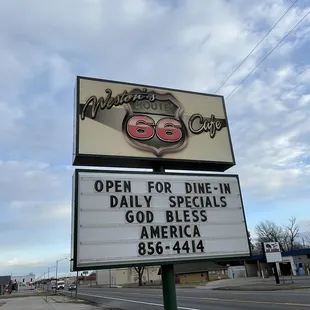 Weston's
ROUTE
66
Cafe
OPEN FOR DINE-IN
DAILY SPECIALS
GOD BLESS
AMERICA
856-4414